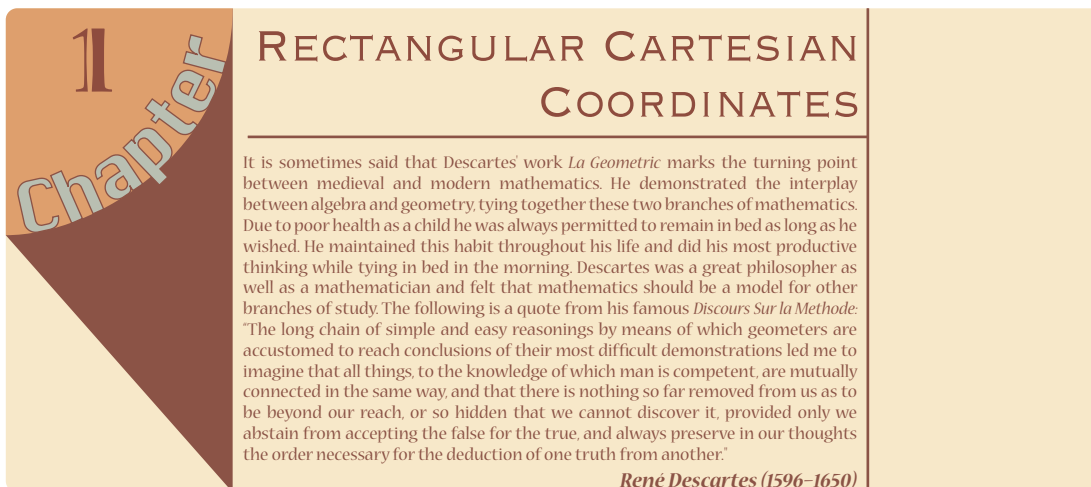 1
Chapter
RECTANGULAR CARTESIAN
COORDINATES
It is sometimes said that Descartes' work La Geometric marks the turning point
between medieval and modern mathematics. He demonstrated the interplay
between algebra and geometry, tying together these two branches of mathematics.
Due to poor health as a child he was always permitted to remain in bed as long as he
wished. He maintained this habit throughout his life and did his most productive
thinking while tying in bed in the morning. Descartes was a great philosopher as
well as a mathematician and felt that mathematics should be a model for other
branches of study. The following is a quote from his famous Discours Sur la Methode:
"The long chain of simple and easy reasonings by means of which geometers are
accustomed to reach conclusions of their most difficult demonstrations led me to
imagine that all things, to the knowledge of which man is competent, are mutually
connected in the same way, and that there is nothing so far removed from us as to
be beyond our reach, or so hidden that we cannot discover it, provided only we
abstain from accepting the false for the true, and always preserve in our thoughts
the order necessary for the deduction of one truth from another."
René Descartes (1596–1650)